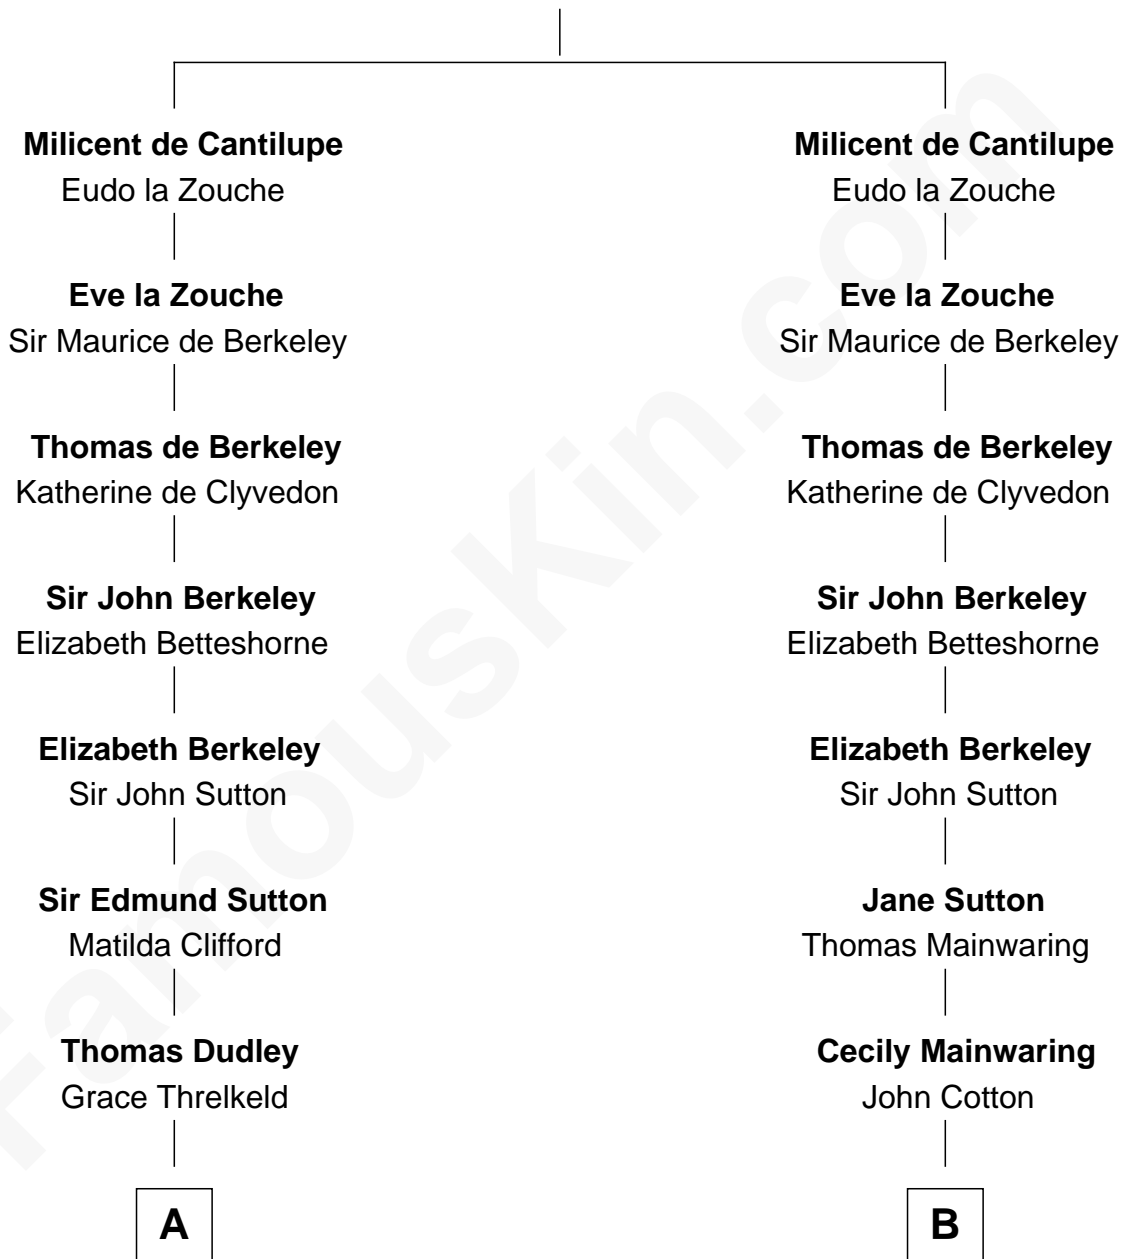 Milicent de Cantilupe
Eudo la Zouche
Eve la Zouche
Sir Maurice de Berkeley
Thomas de Berkeley
Katherine de Clyvedon
Sir John Berkeley
Elizabeth Betteshorne
Elizabeth Berkeley
Sir John Sutton
Sir Edmund Sutton
Matilda Clifford
Thomas Dudley
Grace Threlkeld
A
Milicent de Cantilupe
Eudo la Zouche
Eve la Zouche
Sir Maurice de Berkeley
Thomas de Berkeley
Katherine de Clyvedon
Sir John Berkeley
Elizabeth Betteshorne
Elizabeth Berkeley
Sir John Sutton
Jane Sutton
Thomas Mainwaring
Cecily Mainwaring
John Cotton
B
FamousKin.com